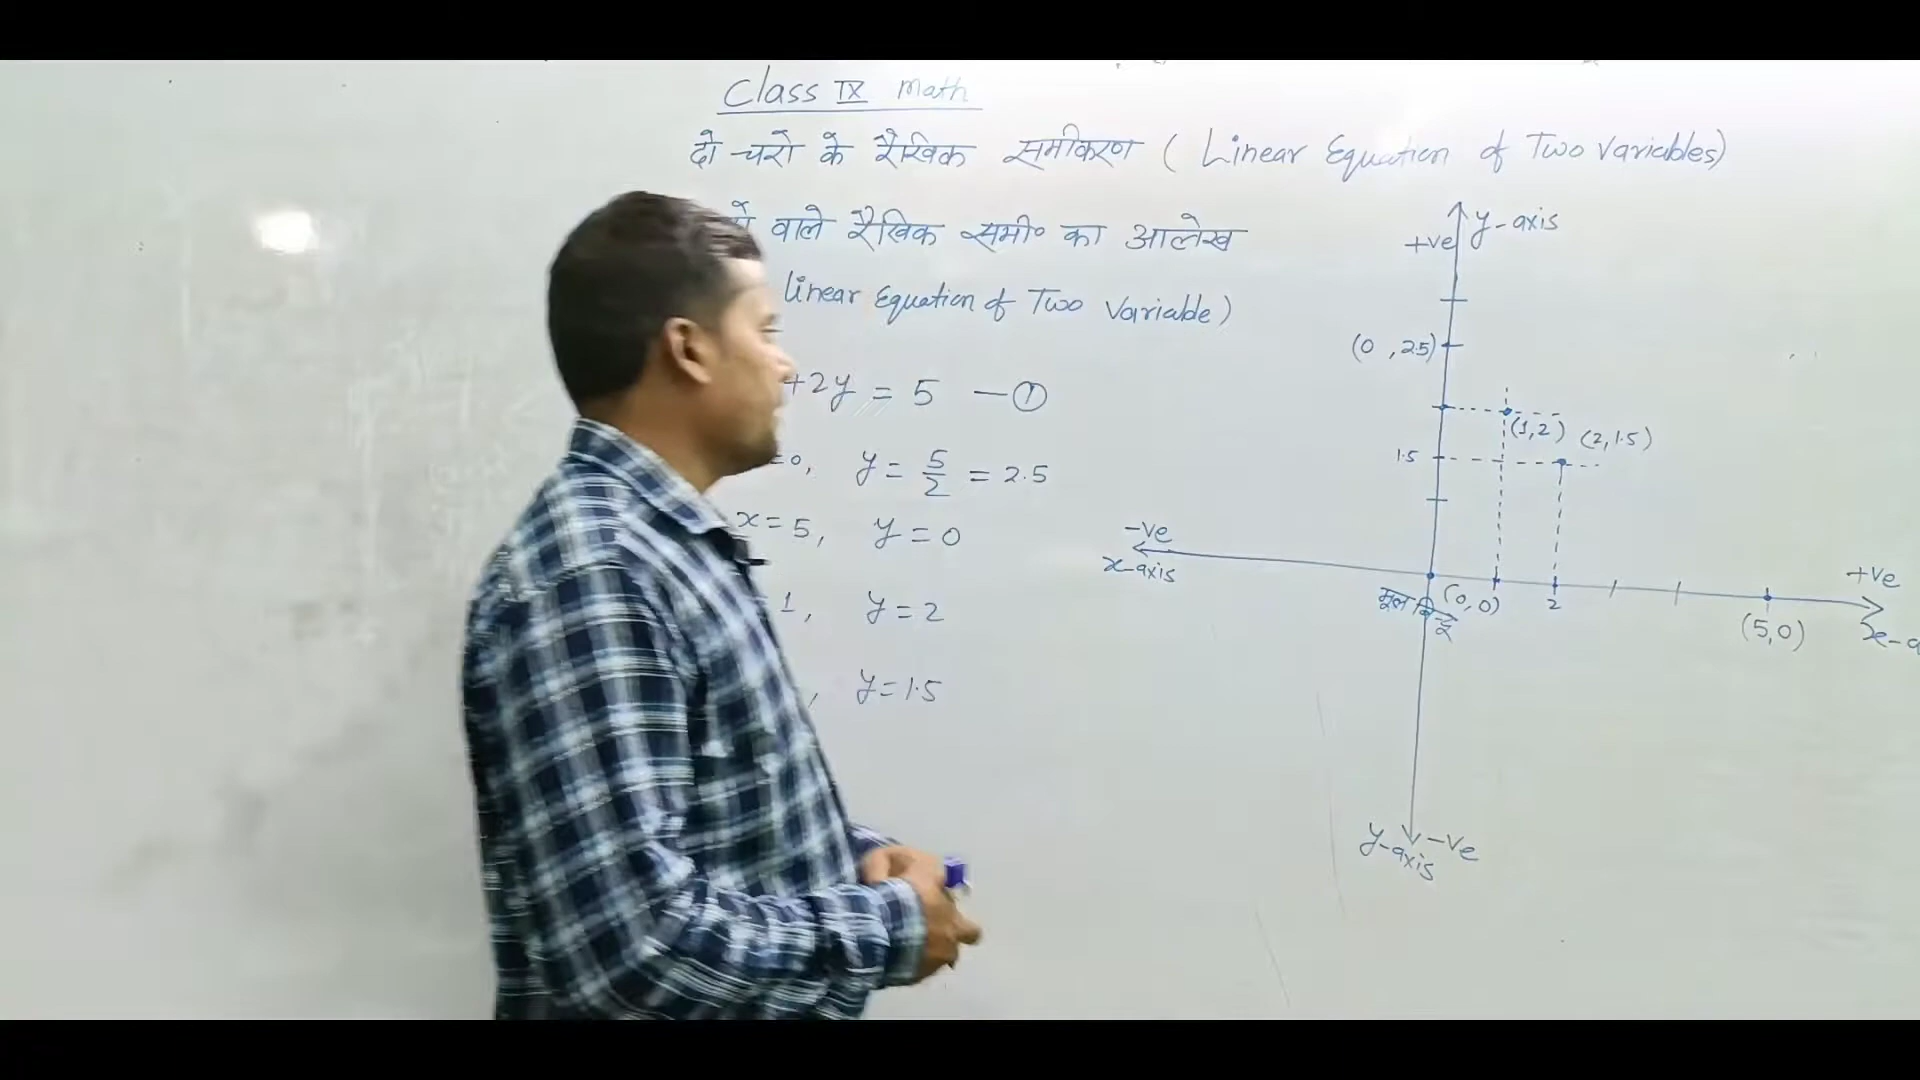 Class IX Math
दो चरो के रैखिक समीकरण ( Linear Equation of Two Variables)
वाले रैखिक समी० का आलेख
linear Equation of Two Variable )
+2y = 5 —①
=0, y = 5/2 = 2.5
x = 5, y = 0
1, y = 2
, y = 1.5
y-axis
+ve
(0 , 2.5)
(1,2)
(2, 1.5)
1.5
-ve
x-axis
मूल बिंदु
(0,0)
2
+ve
(5,0)
-ve
y-axis